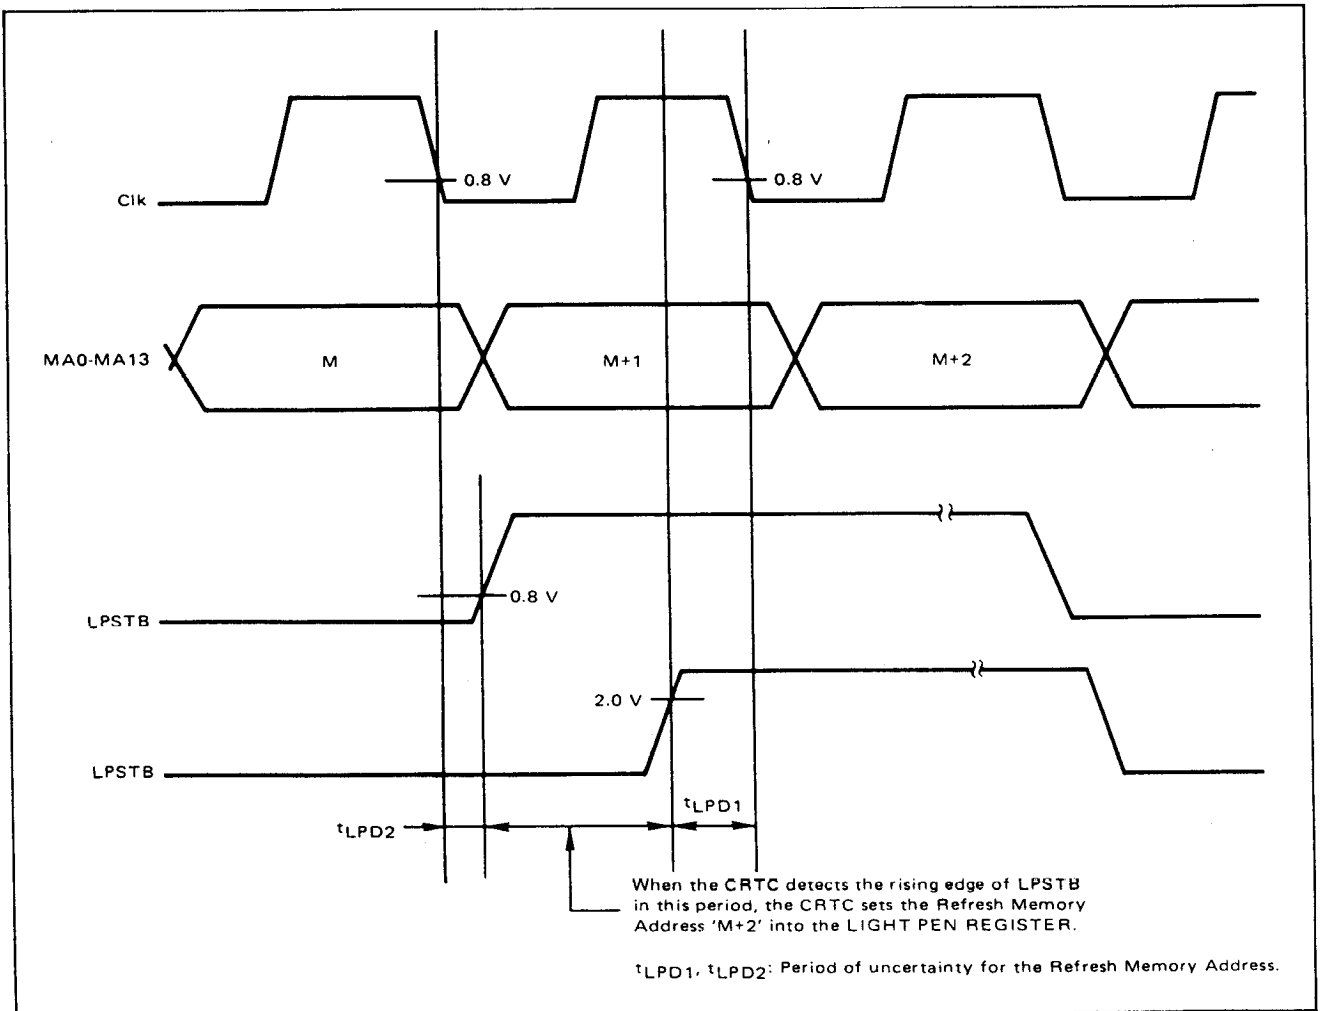 Clk
0.8 V
0.8 V
MA0-MA13
M
M+1
M+2
0.8 V
LPSTB
2.0 V
LPSTB
tLPD1
tLPD2
When the CRTC detects the rising edge of LPSTB
in this period, the CRTC sets the Refresh Memory
Address 'M+2' into the LIGHT PEN REGISTER.
tLPD1, tLPD2: Period of uncertainty for the Refresh Memory Address.